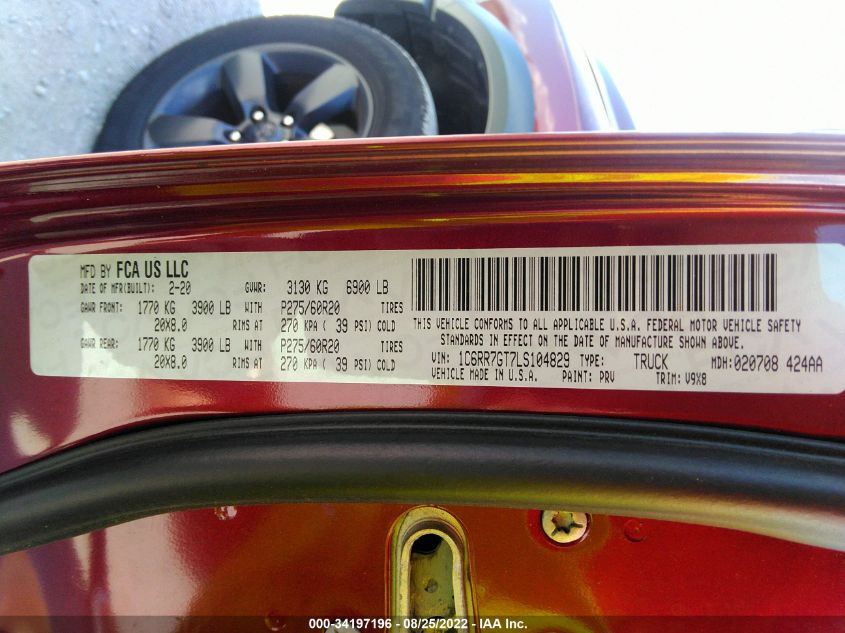 MFD BY FCA US LLC
DATE OF MFR(BUILT): 2-20 GVWR: 3130 KG 6900 LB
GAWR FRONT: 1770 KG 3900 LB WITH P275/60R20 TIRES
20X8.0 RIMS AT 270 KPA ( 39 PSI) COLD
GAWR REAR: 1770 KG 3900 LB WITH P275/60R20 TIRES
20X8.0 RIMS AT 270 KPA ( 39 PSI) COLD
THIS VEHICLE CONFORMS TO ALL APPLICABLE U.S.A. FEDERAL MOTOR VEHICLE SAFETY
STANDARDS IN EFFECT ON THE DATE OF MANUFACTURE SHOWN ABOVE.
VIN: 1C6RR7GT7LS104829 TYPE: TRUCK MDH:020708 424AA
VEHICLE MADE IN U.S.A. PAINT: PRV TRIM: V9X8
000-34197196 - 08/25/2022 - IAA Inc.